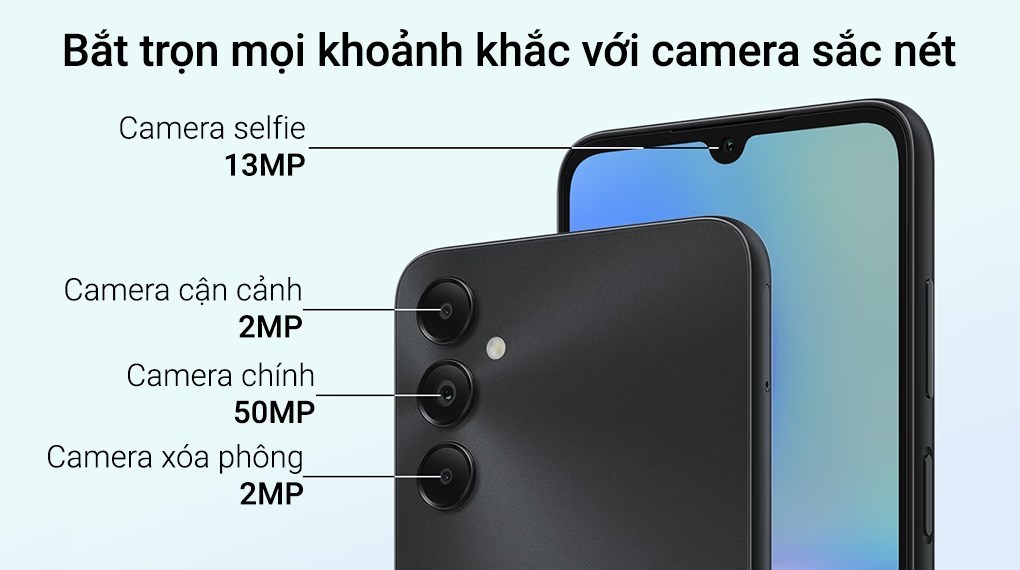 Bắt trọn mọi khoảnh khắc với camera sắc nét
Camera selfie
13MP
Camera cận cảnh
2MP
Camera chính
50MP
Camera xóa phông
2MP